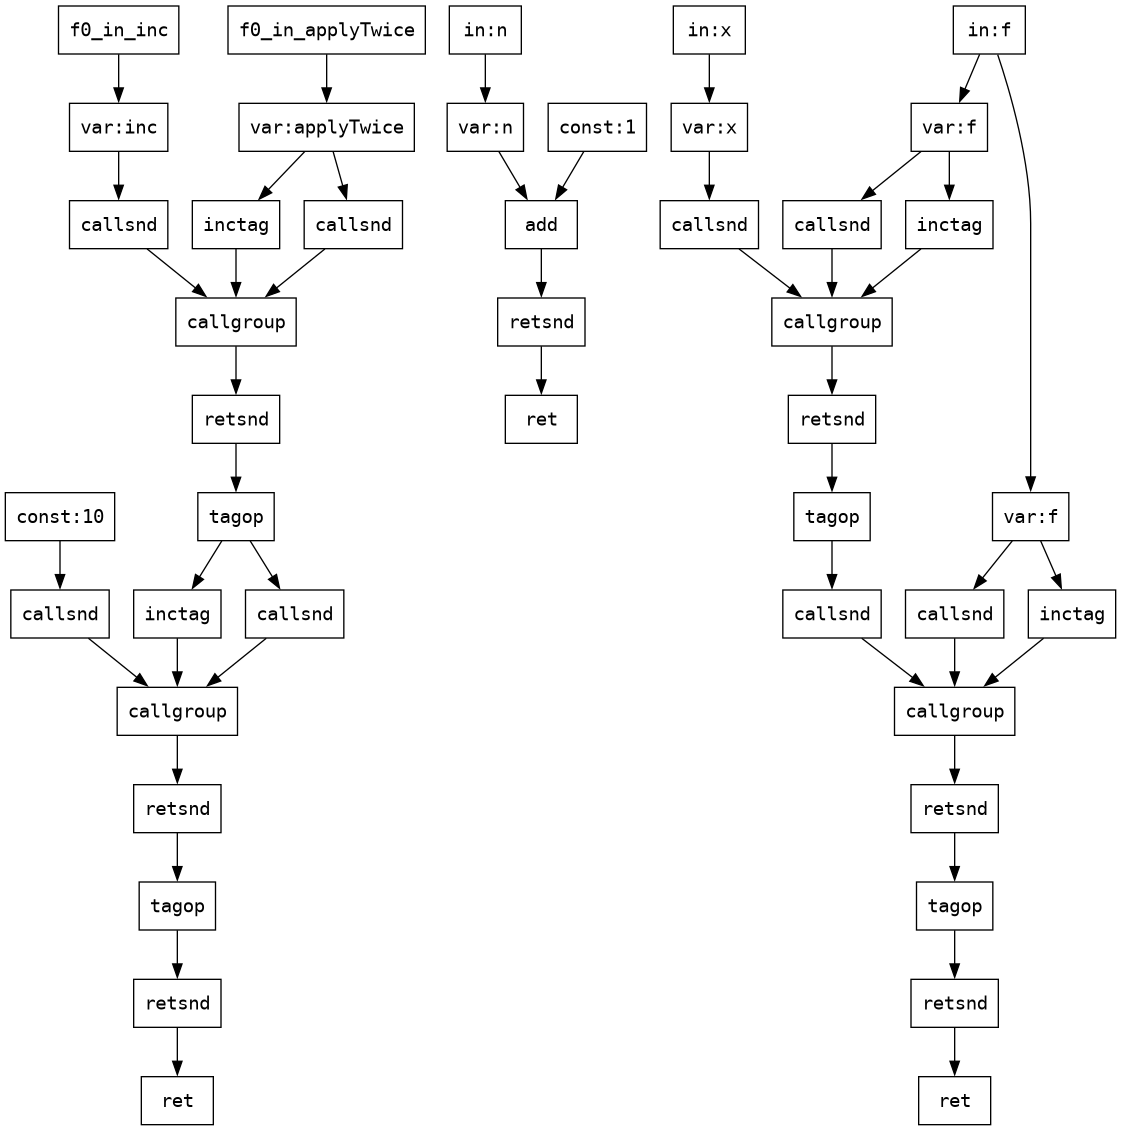 f0_in_inc
f0_in_applyTwice
in:n
in:x
in:f
var:inc
var:applyTwice
var:n
const:1
var:x
var:f
callsnd
inctag
callsnd
add
callsnd
callsnd
inctag
callgroup
retsnd
callgroup
retsnd
ret
retsnd
const:10
tagop
tagop
var:f
callsnd
inctag
callsnd
callsnd
callsnd
inctag
callgroup
callgroup
retsnd
retsnd
tagop
tagop
retsnd
retsnd
ret
ret